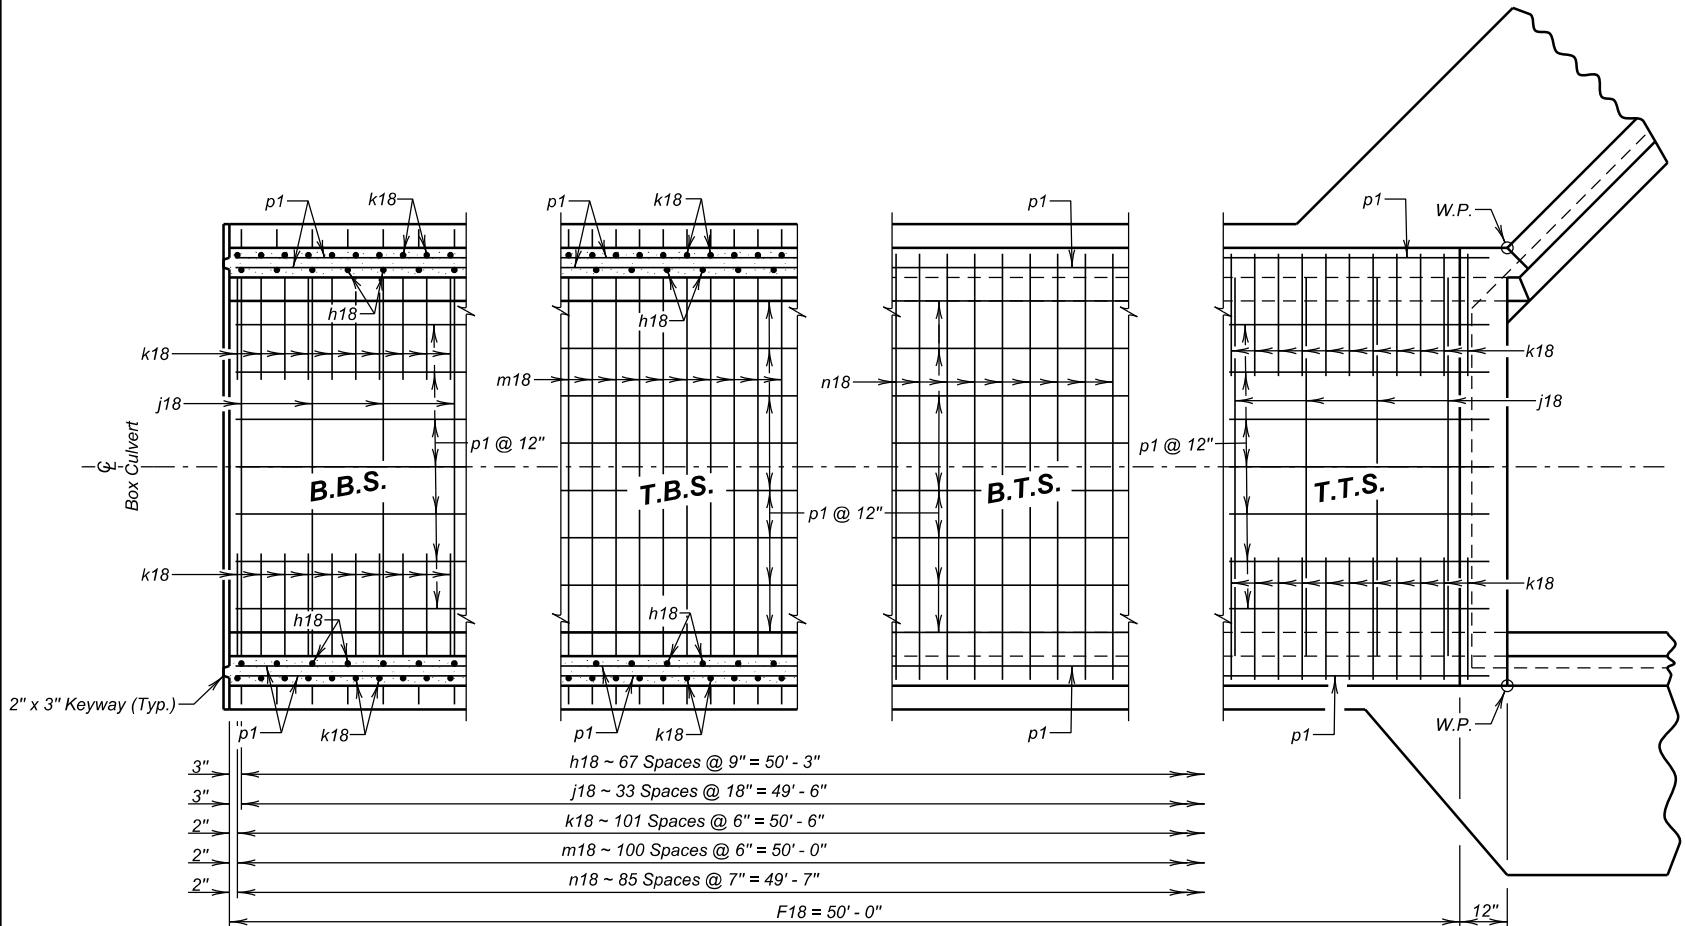 p1
k18
p1
k18
p1
p1
W.P.
h18
h18
k18
m18
n18
k18
j18
j18
℄
Box Culvert
p1 @ 12"
p1 @ 12"
B.B.S.
T.B.S.
B.T.S.
T.T.S.
p1 @ 12"
k18
k18
h18
h18
2" x 3" Keyway (Typ.)
p1
k18
p1
k18
p1
p1
W.P.
3"
h18 ~ 67 Spaces @ 9" = 50' - 3"
3"
j18 ~ 33 Spaces @ 18" = 49' - 6"
2"
k18 ~ 101 Spaces @ 6" = 50' - 6"
2"
m18 ~ 100 Spaces @ 6" = 50' - 0"
2"
n18 ~ 85 Spaces @ 7" = 49' - 7"
F18 = 50' - 0"
12"